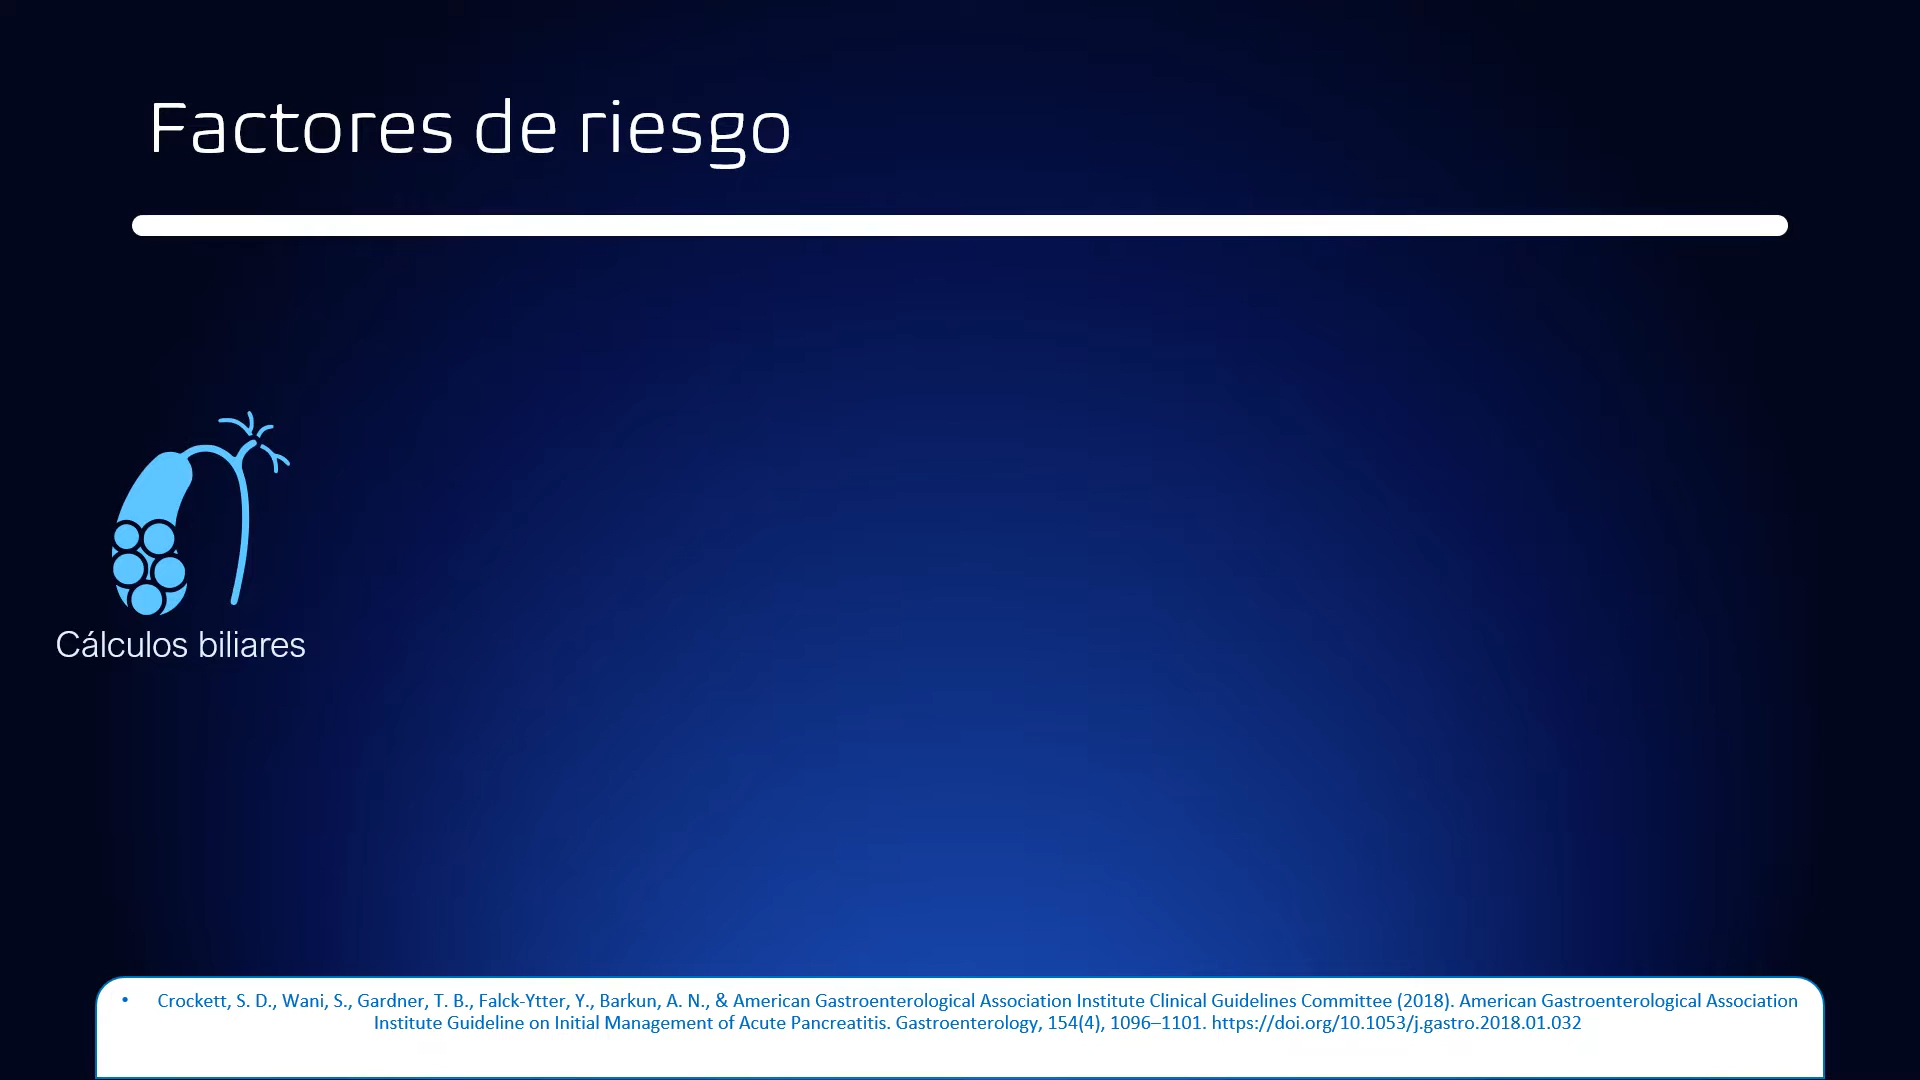 Factores de riesgo
Cálculos biliares
• Crockett, S. D., Wani, S., Gardner, T. B., Falck-Ytter, Y., Barkun, A. N., & American Gastroenterological Association Institute Clinical Guidelines Committee (2018). American Gastroenterological Association
Institute Guideline on Initial Management of Acute Pancreatitis. Gastroenterology, 154(4), 1096–1101. https://doi.org/10.1053/j.gastro.2018.01.032